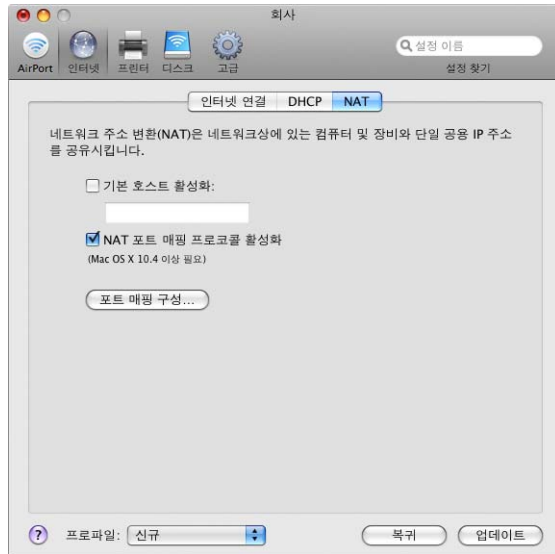 회사
설정 이름
AirPort 인터넷 프린터 디스크 고급 설정 찾기
인터넷 연결 DHCP NAT
네트워크 주소 변환(NAT)은 네트워크상에 있는 컴퓨터 및 장비와 단일 공용 IP 주소
를 공유시킵니다.
기본 호스트 활성화:
NAT 포트 매핑 프로코콜 활성화
(Mac OS X 10.4 이상 필요)
포트 매핑 구성...
? 프로파일: 신규 복귀 업데이트